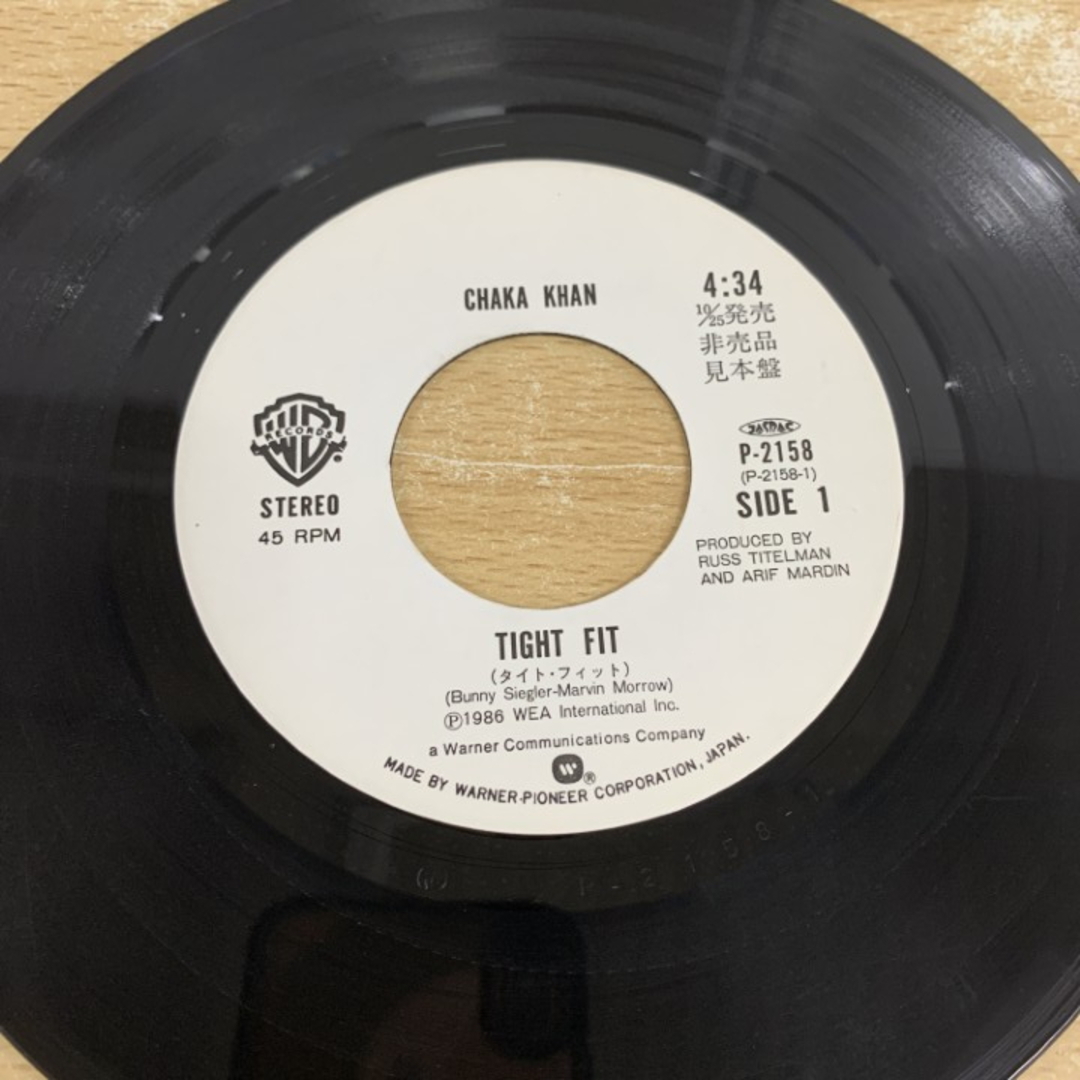 CHAKA KHAN
4:34
10/25発売
非売品
見本盤
WB
RECORDS
STEREO
45 RPM
JASRAC
P-2158
(P-2158-1)
SIDE 1
PRODUCED BY
RUSS TITELMAN
AND ARIF MARDIN
TIGHT FIT
(タイト・フィット)
(Bunny Siegler-Marvin Morrow)
Ⓟ1986 WEA International Inc.
a Warner Communications Company
W®
MADE BY WARNER-PIONEER CORPORATION, JAPAN.
P-2158-1